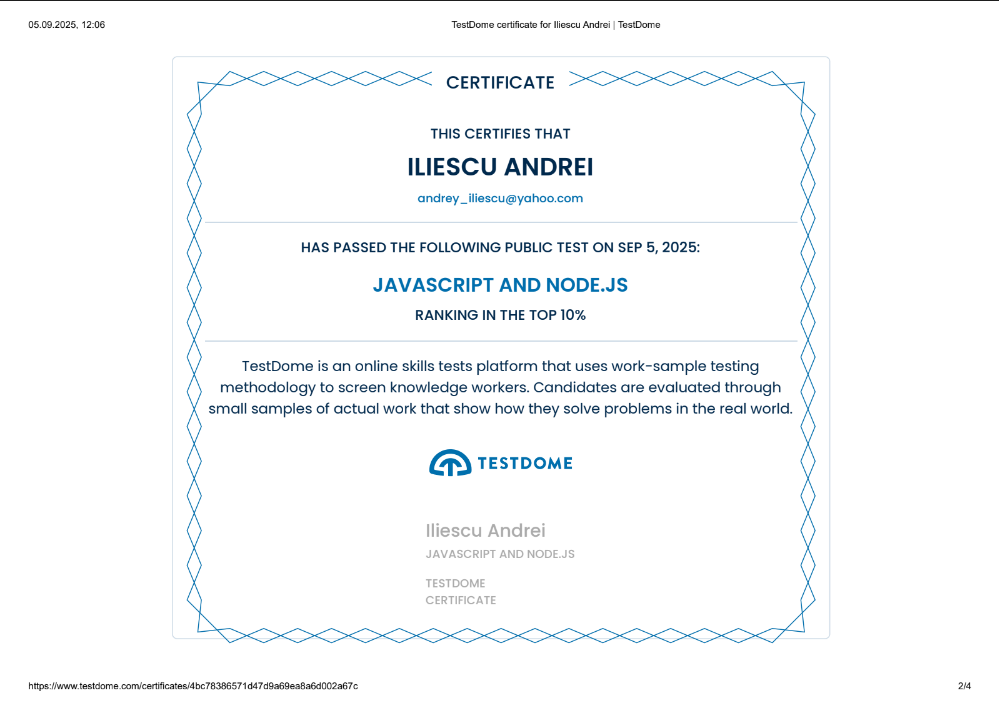 05.09.2025, 12:06
TestDome certificate for Iliescu Andrei | TestDome
CERTIFICATE
THIS CERTIFIES THAT
ILIESCU ANDREI
andrey_iliescu@yahoo.com
HAS PASSED THE FOLLOWING PUBLIC TEST ON SEP 5, 2025:
JAVASCRIPT AND NODE.JS
RANKING IN THE TOP 10%
TestDome is an online skills tests platform that uses work-sample testing
methodology to screen knowledge workers. Candidates are evaluated through
small samples of actual work that show how they solve problems in the real world.
TESTDOME
Iliescu Andrei
JAVASCRIPT AND NODE.JS
TESTDOME
CERTIFICATE
https://www.testdome.com/certificates/4bc78386571d47d9a69ea8a6d002a67c
2/4